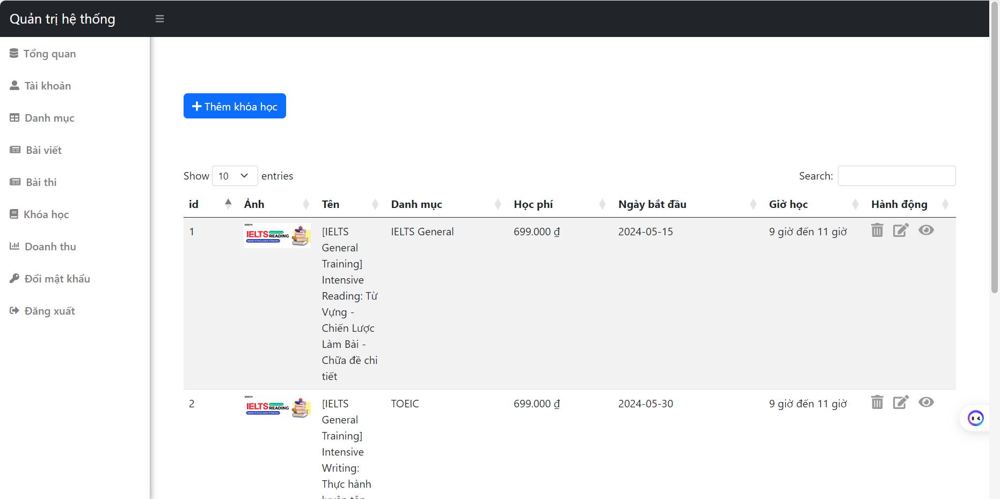 Quản trị hệ thống
Tổng quan
Tài khoản
Danh mục
Bài viết
Bài thi
Khóa học
Doanh thu
Đổi mật khẩu
Đăng xuất
Thêm khóa học
Show 10 entries
Search:
id Ảnh Tên Danh mục Học phí Ngày bắt đầu Giờ học Hành động
1 IELTS READING [IELTS IELTS General 699.000 ₫ 2024-05-15 9 giờ đến 11 giờ
General
Training]
Intensive
Reading: Từ
Vựng -
Chiến Lược
Làm Bài -
Chữa đề chi
tiết
2 IELTS READING [IELTS TOEIC 699.000 ₫ 2024-05-30 9 giờ đến 11 giờ
General
Training]
Intensive
Writing:
Thực hành